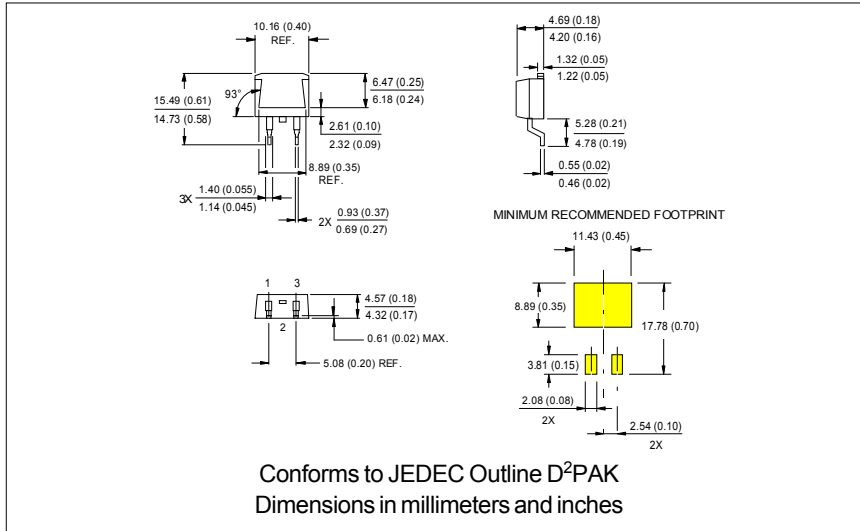 10.16 (0.40)
REF.
15.49 (0.61)
14.73 (0.58)
93°
6.47 (0.25)
6.18 (0.24)
2.61 (0.10)
2.32 (0.09)
8.89 (0.35)
REF.
3X
1.40 (0.055)
1.14 (0.045)
2X
0.93 (0.37)
0.69 (0.27)
4.69 (0.18)
4.20 (0.16)
1.32 (0.05)
1.22 (0.05)
5.28 (0.21)
4.78 (0.19)
0.55 (0.02)
0.46 (0.02)
1
3
2
4.57 (0.18)
4.32 (0.17)
0.61 (0.02) MAX.
5.08 (0.20) REF.
MINIMUM RECOMMENDED FOOTPRINT
11.43 (0.45)
8.89 (0.35)
17.78 (0.70)
3.81 (0.15)
2.08 (0.08)
2X
2.54 (0.10)
2X
Conforms to JEDEC Outline D²PAK
Dimensions in millimeters and inches